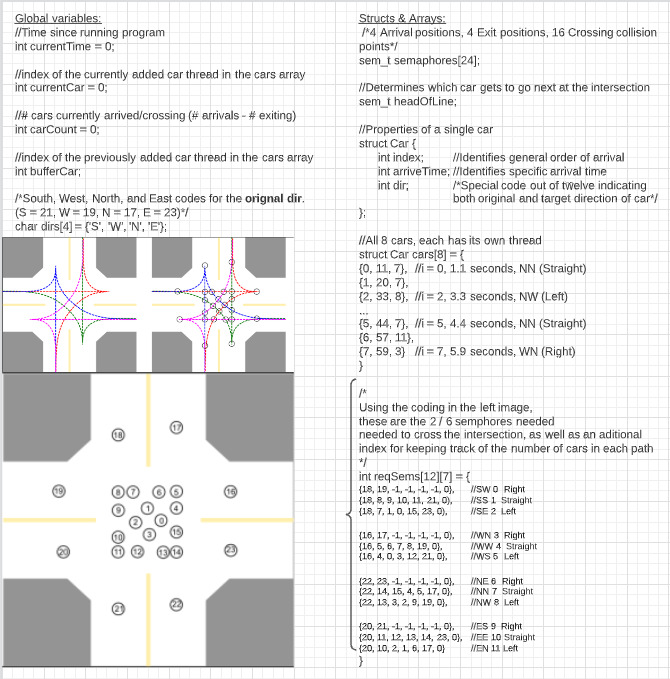 Global variables:
//Time since running program
int currentTime = 0;
//index of the currently added car thread in the cars array
int currentCar = 0;
//# cars currently arrived/crossing (# arrivals - # exiting)
int carCount = 0;
//index of the previously added car thread in the cars array
int bufferCar;
/*South, West, North, and East codes for the orignal dir.
(S = 21, W = 19, N = 17, E = 23)*/
char dirs[4] = {'S', 'W', 'N', 'E'};
18
17
19
8
7
6
5
16
9
1
4
2
0
10
3
15
20
11
12
13
14
23
21
22
Structs & Arrays:
/*4 Arrival positions, 4 Exit positions, 16 Crossing collision
points*/
sem_t semaphores[24];
//Determines which car gets to go next at the intersection
sem_t headOfLine;
//Properties of a single car
struct Car {
int index; //Identifies general order of arrival
int arriveTime; //Identifies specific arrival time
int dir; /*Special code out of twelve indicating
both original and target direction of car*/
};
//All 8 cars, each has its own thread
struct Car cars[8] = {
{0, 11, 7}, //i = 0, 1.1 seconds, NN (Straight)
{1, 20, 7},
{2, 33, 8}, //i = 2, 3.3 seconds, NW (Left)
...
{5, 44, 7}, //i = 5, 4.4 seconds, NN (Straight)
{6, 57, 11},
{7, 59, 3} //i = 7, 5.9 seconds, WN (Right)
}
/*
Using the coding in the left image,
these are the 2 / 6 semphores needed
needed to cross the intersection, as well as an aditional
index for keeping track of the number of cars in each path
*/
int reqSems[12][7] = {
{18, 19, -1, -1, -1, -1, 0}, //SW 0 Right
{18, 8, 9, 10, 11, 21, 0}, //SS 1 Straight
{18, 7, 1, 0, 15, 23, 0}, //SE 2 Left
{16, 17, -1, -1, -1, -1, 0}, //WN 3 Right
{16, 5, 6, 7, 8, 19, 0}, //WW 4 Straight
{16, 4, 0, 3, 12, 21, 0}, //WS 5 Left
{22, 23, -1, -1, -1, -1, 0}, //NE 6 Right
{22, 14, 15, 4, 5, 17, 0}, //NN 7 Straight
{22, 13, 3, 2, 9, 19, 0}, //NW 8 Left
{20, 21, -1, -1, -1, -1, 0}, //ES 9 Right
{20, 11, 12, 13, 14, 23, 0}, //EE 10 Straight
{20, 10, 2, 1, 6, 17, 0} //EN 11 Left
}